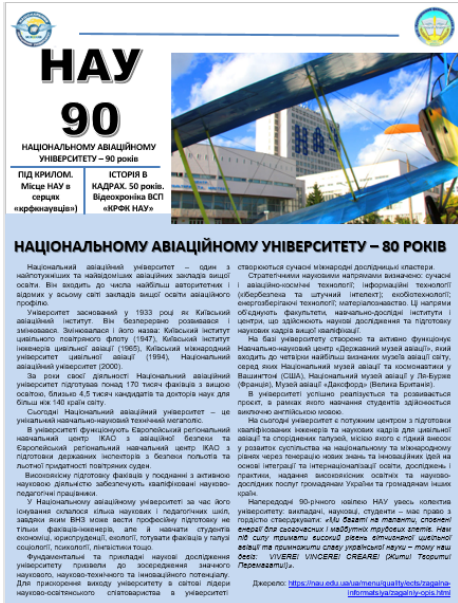 НАУ
90
НАЦІОНАЛЬНОМУ АВІАЦІЙНОМУ
УНІВЕРСИТЕТУ – 90 років
ПІД КРИЛОМ.
Місце НАУ в
серцях
«крфкнаувців»)
ІСТОРІЯ В
КАДРАХ. 50 років.
Відеохроніка ВСП
«КРФК НАУ»
НАУ
НАЦІОНАЛЬНОМУ АВІАЦІЙНОМУ УНІВЕРСИТЕТУ – 80 РОКІВ
Національний авіаційний університет – один з
найпотужніших та найвідоміших авіаційних закладів вищої
освіти. Він входить до числа найбільш авторитетних і
відомих у всьому світі закладів вищої освіти авіаційного
профілю.
Університет заснований у 1933 році як Київський
авіаційний інститут. Він безперервно розвивався і
змінювався. Змінювалася і його назва: Київський інститут
цивільного повітряного флоту (1947), Київський інститут
інженерів цивільної авіації (1965), Київський міжнародний
університет цивільної авіації (1994), Національний
авіаційний університет (2000).
За роки своєї діяльності Національний авіаційний
університет підготував понад 170 тисяч фахівців з вищою
освітою, близько 4,5 тисяч кандидатів та докторів наук для
більш ніж 140 країн світу.
Сьогодні Національний авіаційний університет – це
унікальний навчально-науковий технічний мегаполіс.
В університеті функціонують Європейський регіональний
навчальний центр ІКАО з авіаційної безпеки та
Європейський регіональний навчальний центр ІКАО з
підготовки державних інспекторів з безпеки польотів та
льотної придатності повітряних суден.
Високоякісну підготовку фахівців у поєднанні з активною
науковою діяльністю забезпечують кваліфіковані науково-
педагогічні працівники.
У Національному авіаційному університеті за час його
існування склалося кілька наукових і педагогічних шкіл,
завдяки яким ВНЗ може вести професійну підготовку не
тільки фахівців-інженерів, але й навчати студентів
економіці, юриспруденції, екології, готувати фахівців у галузі
соціології, психології, лінгвістики тощо.
Фундаментальні та прикладні наукові дослідження
університету призвели до зосередження значного
наукового, науково-технічного та інноваційного потенціалу.
Для прискорення виходу університету в світові лідери
науково-освітянського співтовариства в університеті
створюються сучасні міжнародні дослідницькі кластери.
Стратегічними науковими напрямами визначено: сучасні
і авіаційно-космічні технології; інформаційні технології
(кібербезпека та штучний інтелект); екобіотехнології;
енергозберігаючі технології; матеріалознавство. Ці напрями
об'єднують факультети, навчально-дослідні інститути і
центри, що здійснюють наукові дослідження та підготовку
наукових кадрів вищої кваліфікації.
На базі університету створено та активно функціонує
Навчально-науковий центр «Державний музей авіації», який
входить до четвірки найбільш визнаних музеїв авіації світу,
серед яких Національний музей авіації та космонавтики у
Вашингтоні (США), Національний музей авіації у Ле-Бурже
(Франція), Музей авіації «Даксфорд» (Велика Британія).
В університеті успішно реалізується та розвивається
проєкт, в рамках якого навчання студентів здійснюється
виключно англійською мовою.
На сьогодні університет є потужним центром з підготовки
кваліфікованих інженерів та наукових кадрів для цивільної
авіації та споріднених галузей, місією якого є гідний внесок
у розвиток суспільства на національному та міжнародному
рівнях через генерацію нових знань та інноваційних ідей на
основі інтеграції та інтернаціоналізації освіти, досліджень і
практики, надання високоякісних освітніх та науково-
дослідних послуг громадянам України та громадянам інших
країн.
Напередодні 90-річного ювілею НАУ увесь колектив
університету: викладачі, науковці, студенти – має право з
гордістю стверджувати: «Ми багаті на таланти, сповнені
енергії для сьогочасних і майбутніх трудових злетів. Нам
під силу тримати високий рівень вітчизняної цивільної
авіації та примножити славу української науки – тому наш
девіз: VIVERE! VINCERE! CREARE! (Жити! Творити!
Перемагати!)».
Джерело: https://nau.edu.ua/ua/menu/quality/ects/zagalna-
informatsiya/zagalniy-opis.html